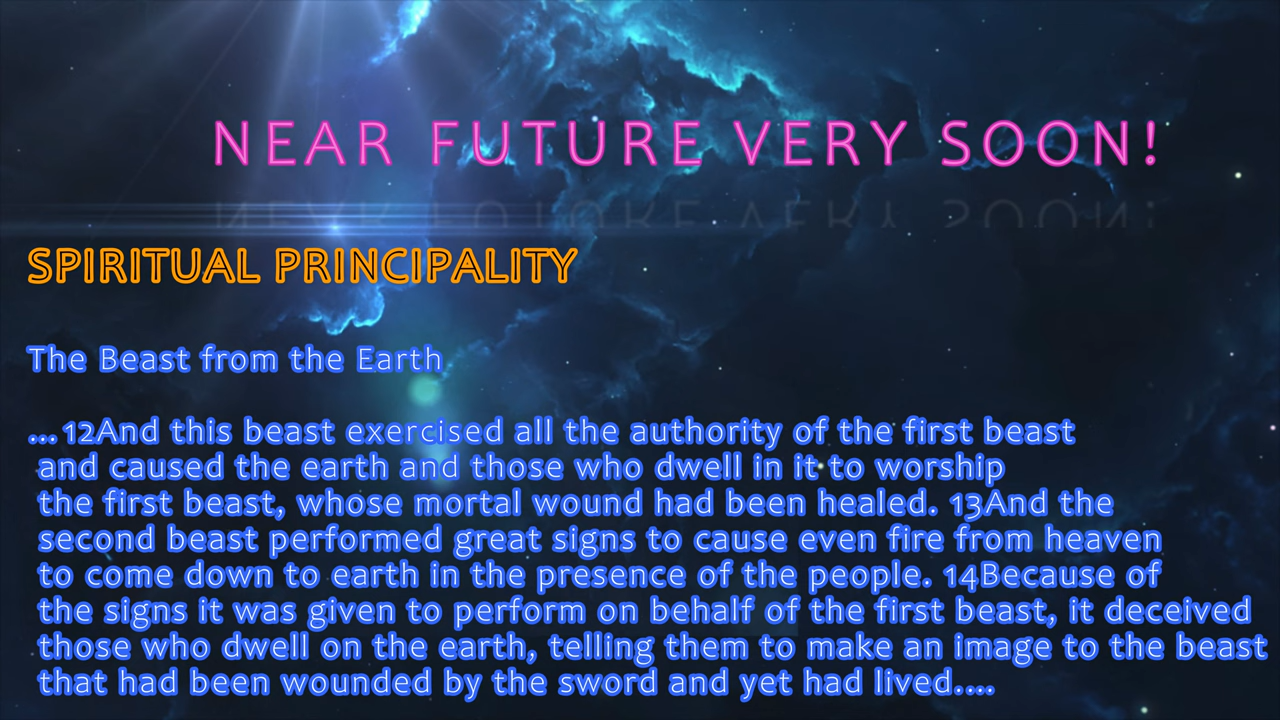 NEAR FUTURE VERY SOON!
SPIRITUAL PRINCIPALITY
The Beast from the Earth
...12And this beast exercised all the authority of the first beast
and caused the earth and those who dwell in it to worship
the first beast, whose mortal wound had been healed. 13And the
second beast performed great signs to cause even fire from heaven
to come down to earth in the presence of the people. 14Because of
the signs it was given to perform on behalf of the first beast, it deceived
those who dwell on the earth, telling them to make an image to the beast
that had been wounded by the sword and yet had lived....